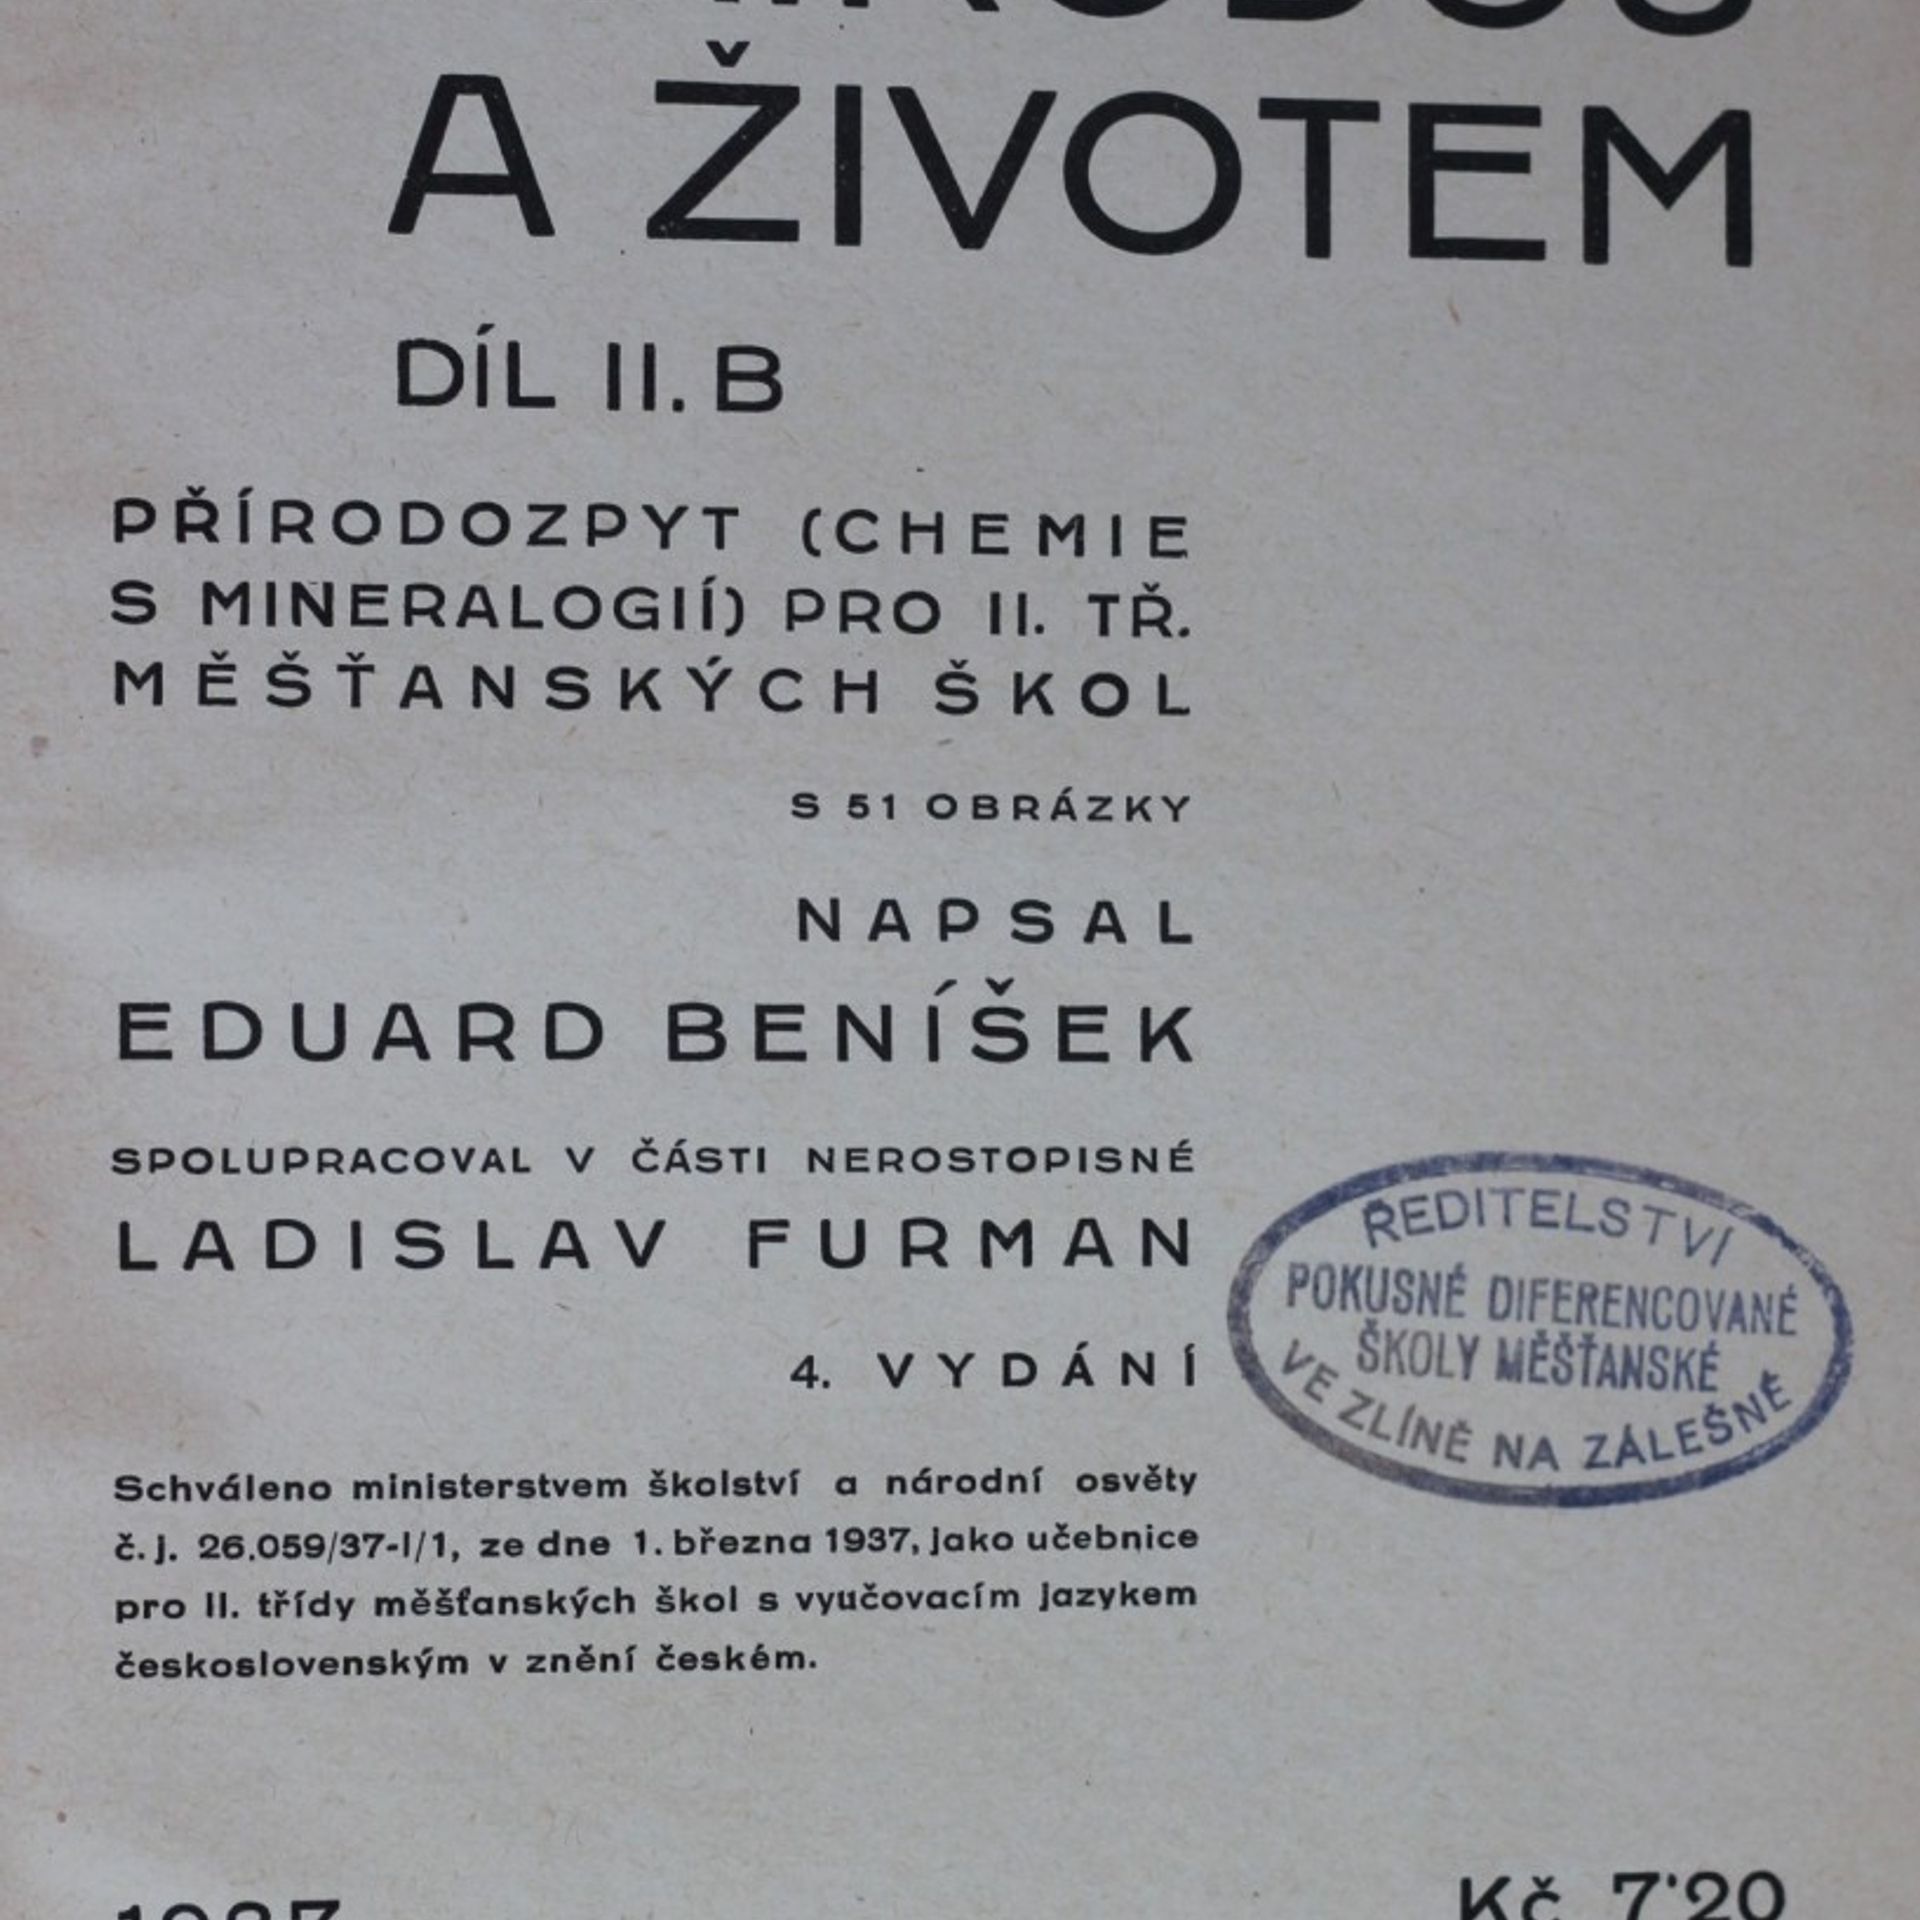 A ŽIVOTEM
DÍL II. B
PŘÍRODOZPYT (CHEMIE
S MINERALOGIÍ) PRO II. TŘ.
MĚŠŤANSKÝCH ŠKOL
S 51 OBRÁZKY
NAPSAL
EDUARD BENÍŠEK
SPOLUPRACOVAL V ČÁSTI NEROSTOPISNÉ
LADISLAV FURMAN
4. VYDÁNÍ
ŘEDITELSTVÍ
POKUSNÉ DIFERENCOVANÉ
ŠKOLY MĚŠŤANSKÉ
VE ZLÍNĚ NA ZÁLEŠNÉ
Schváleno ministerstvem školství a národní osvěty
č. j. 26.059/37-I/1, ze dne 1. března 1937, jako učebnice
pro II. třídy měšťanských škol s vyučovacím jazykem
československým v znění českém.
1937
Kč 7'20